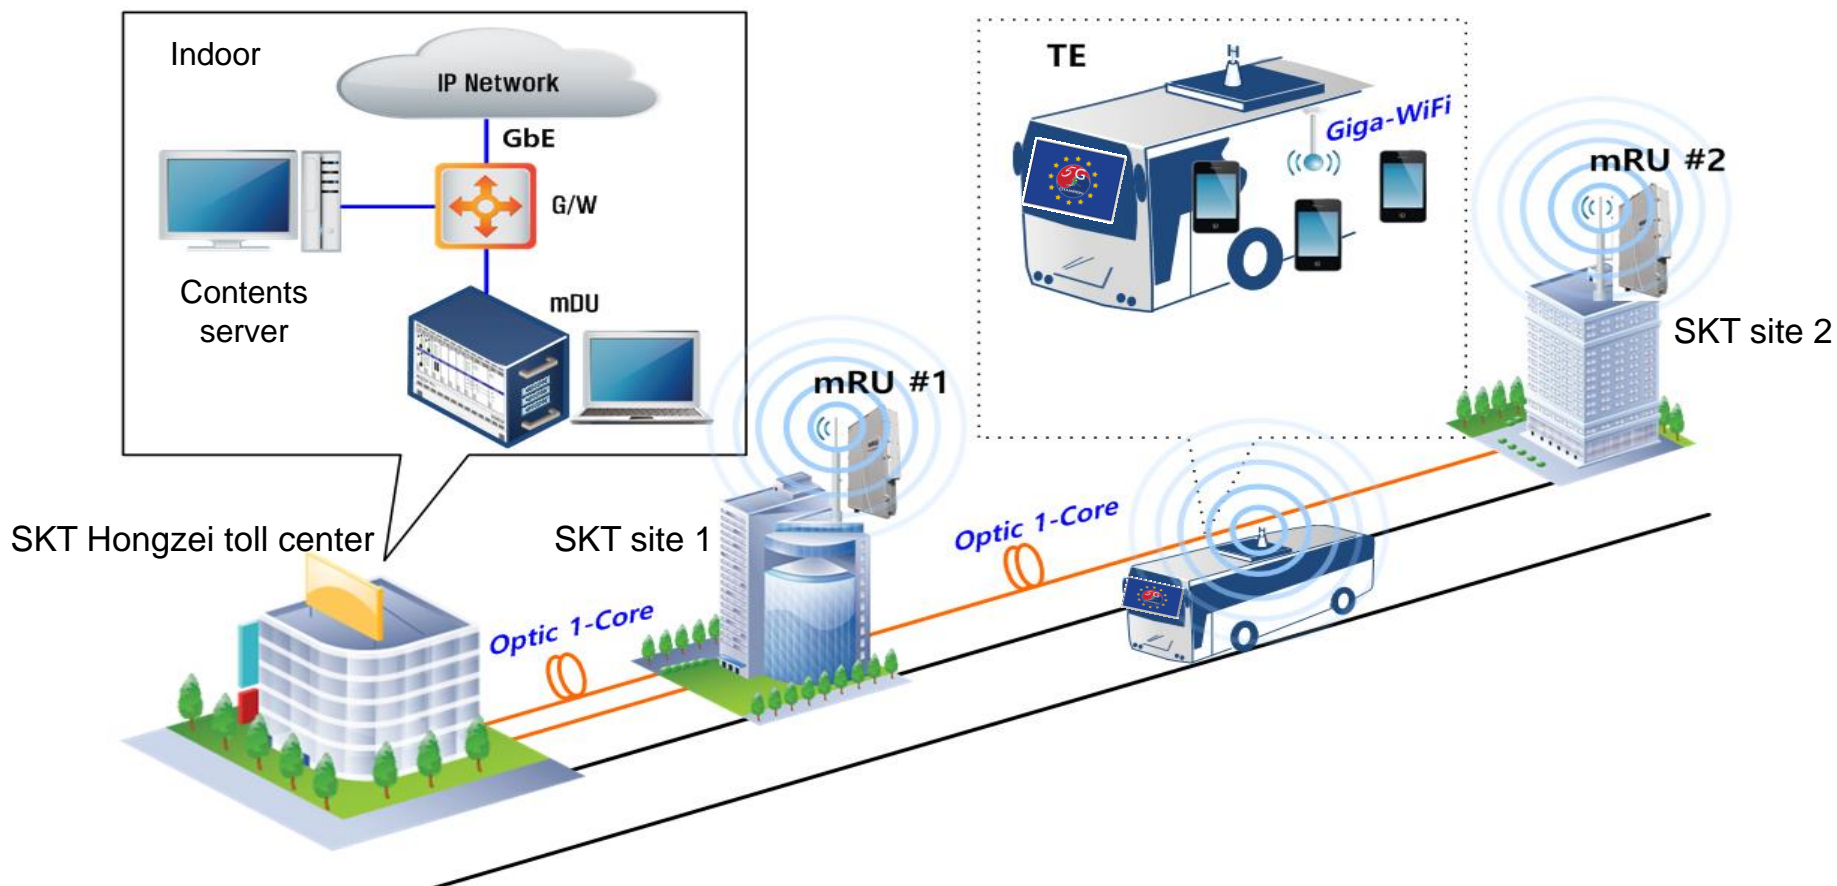 Indoor
IP Network
GbE
G/W
Contents
server
mDU
TE
Giga-WiFi
mRU #2
SKT site 2
mRU #1
SKT Hongzei toll center
SKT site 1
Optic 1-Core
Optic 1-Core
5G